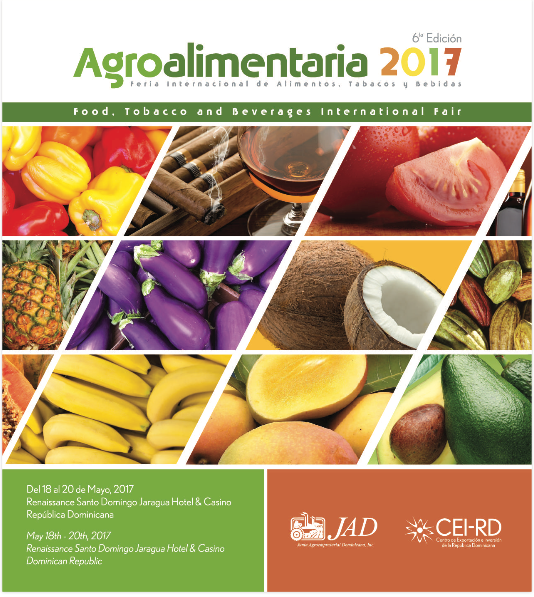 6ta Edición
Agroalimentaria 2017
Feria Internacional de Alimentos, Tabacos y Bebidas
Food, Tobacco and Beverages International Fair
Del 18 al 20 de Mayo, 2017
Renaissance Santo Domingo Jaragua Hotel & Casino
República Dominicana
May 18th - 20th, 2017
Renaissance Santo Domingo Jaragua Hotel & Casino
Dominican Republic
JAD
Junta Agroempresarial Dominicana, Inc
CEI-RD
Centro de Exportación e Inversión
de la República Dominicana